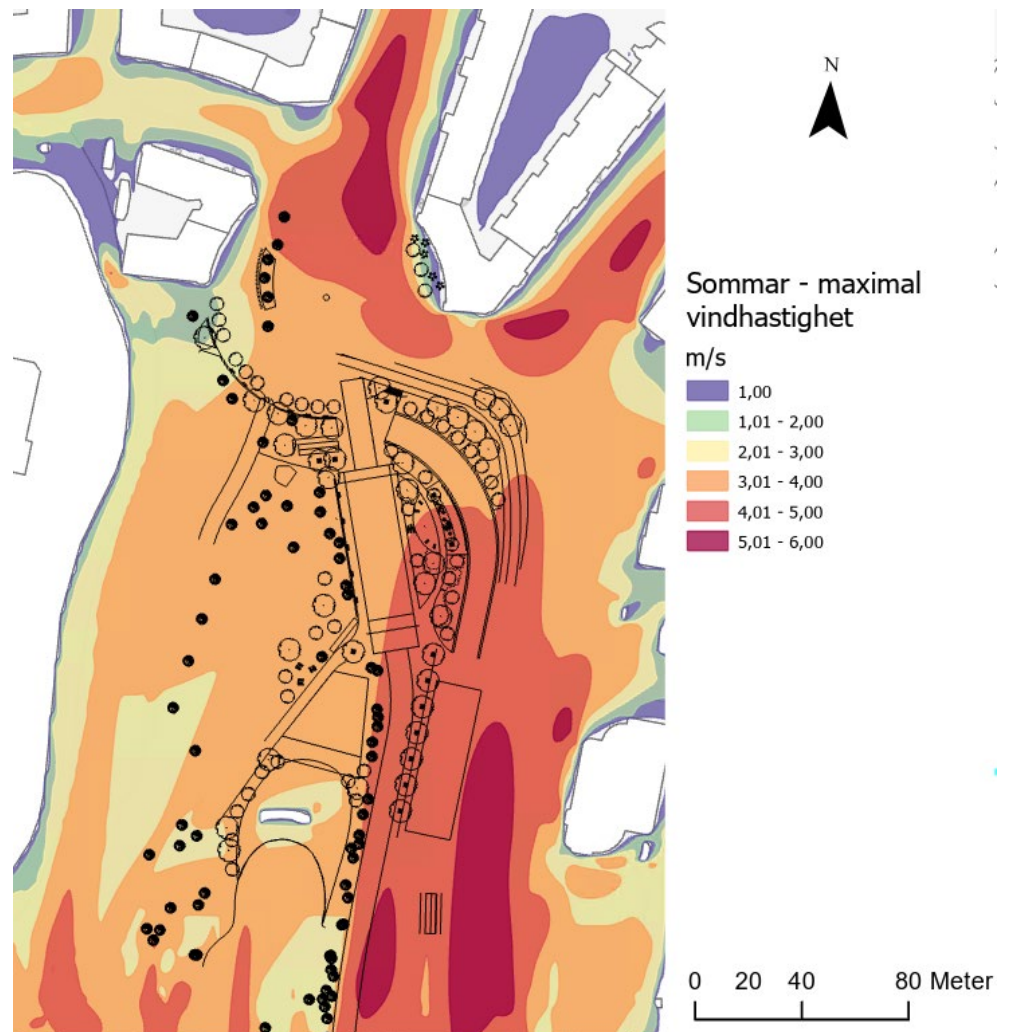 N
Sommar - maximal
vindhastighet
m/s
1,00
1,01 - 2,00
2,01 - 3,00
3,01 - 4,00
4,01 - 5,00
5,01 - 6,00
0 20 40 80 Meter